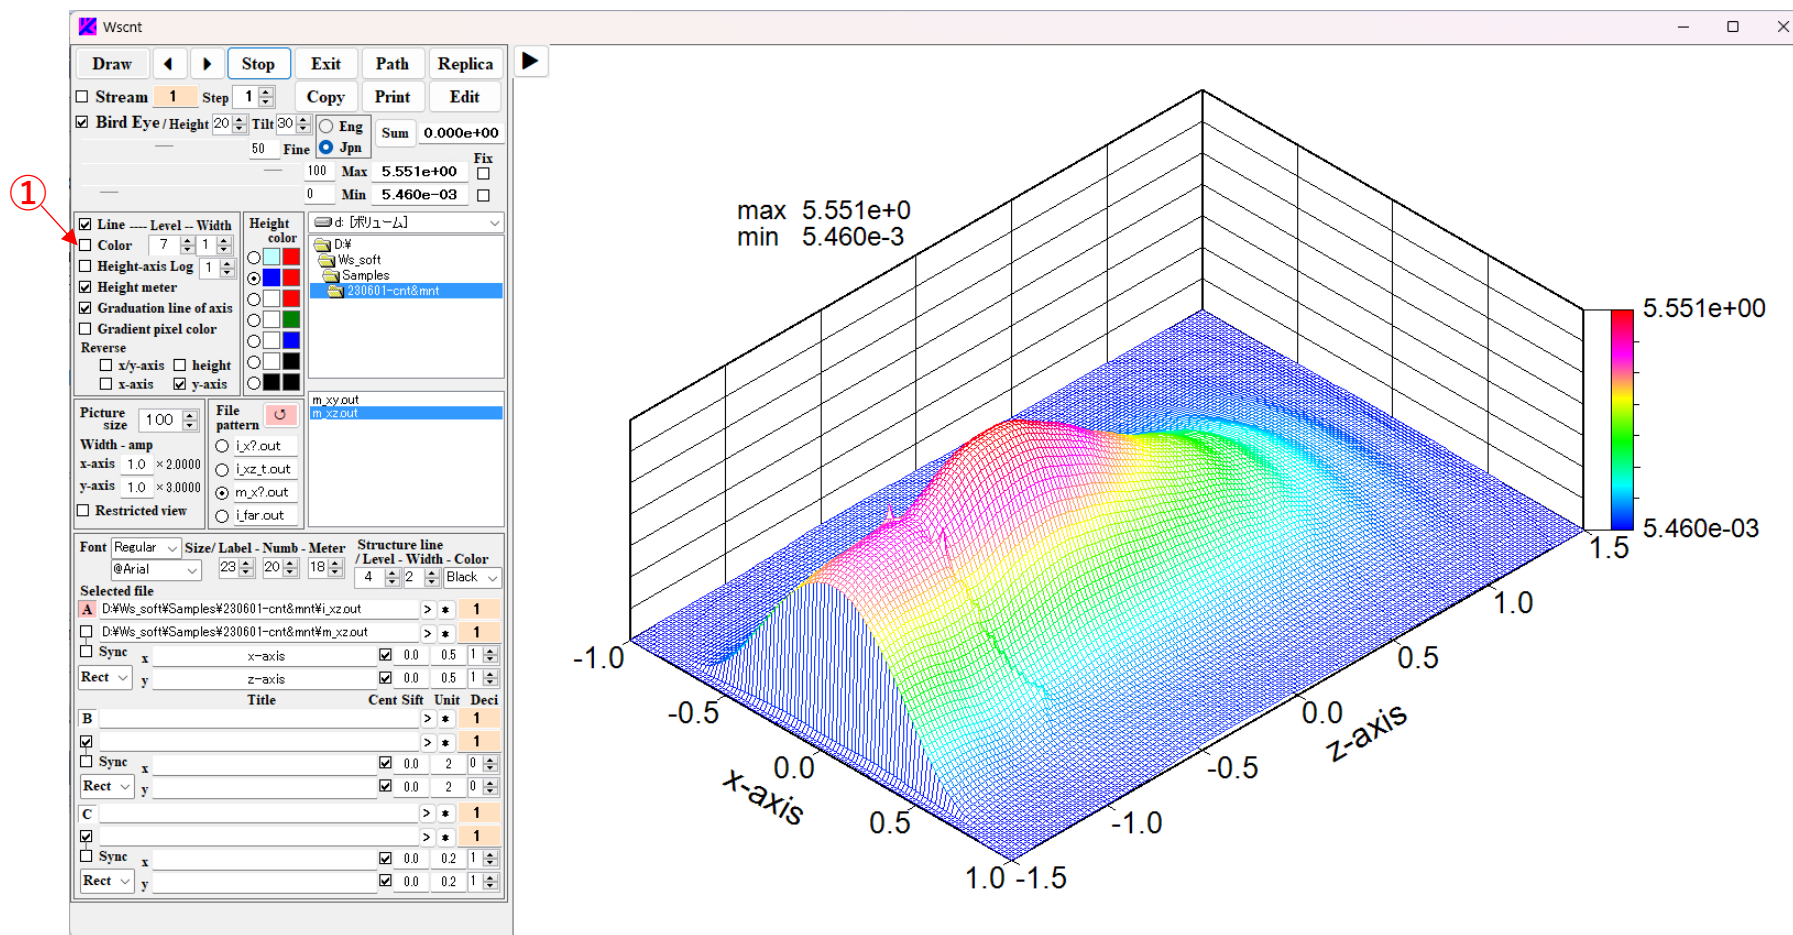 Wscnt
Draw Stop Exit Path Replica
Stream 1 Step 1 Copy Print Edit
Bird Eye / Height 20 Tilt 30 Eng Sum 0.000e+00
50 Fine Jpn Fix
100 Max 5.551e+00
0 Min 5.460e-03
①
Line ---- Level -- Width
Color 7 1
Height-axis Log 1
Height meter
Graduation line of axis
Gradient pixel color
Reverse
x/y-axis height
x-axis y-axis
Height
color
d: [ボリューム]
D:¥
Ws_soft
Samples
230601-cnt&mnt
m_xy.out
m_xz.out
Picture
size 100
Width - amp
x-axis 1.0 ×2.0000
y-axis 1.0 ×3.0000
Restricted view
File
pattern ↺
i_x?.out
i_xz_t.out
m_x?.out
i_far.out
Font Regular Size/ Label - Numb - Meter Structure line
/ Level - Width - Color
@Arial 23 20 18 4 2 Black
Selected file
A D:¥Ws_soft¥Samples¥230601-cnt&mnt¥i_xz.out > * 1
D:¥Ws_soft¥Samples¥230601-cnt&mnt¥m_xz.out > * 1
Sync x x-axis 0.0 0.5 1
Rect y z-axis 0.0 0.5 1
Title Cent Sift Unit Deci
B > * 1
> * 1
Sync x 0.0 2 0
Rect y 0.0 2 0
C > * 1
> * 1
Sync x 0.0 0.2 1
Rect y 0.0 0.2 1
max 5.551e+0
min 5.460e-3
5.551e+00
5.460e-03
-1.0
-0.5
0.0
0.5
1.0
x-axis
-1.5
-1.0
-0.5
0.0
0.5
1.0
1.5
z-axis